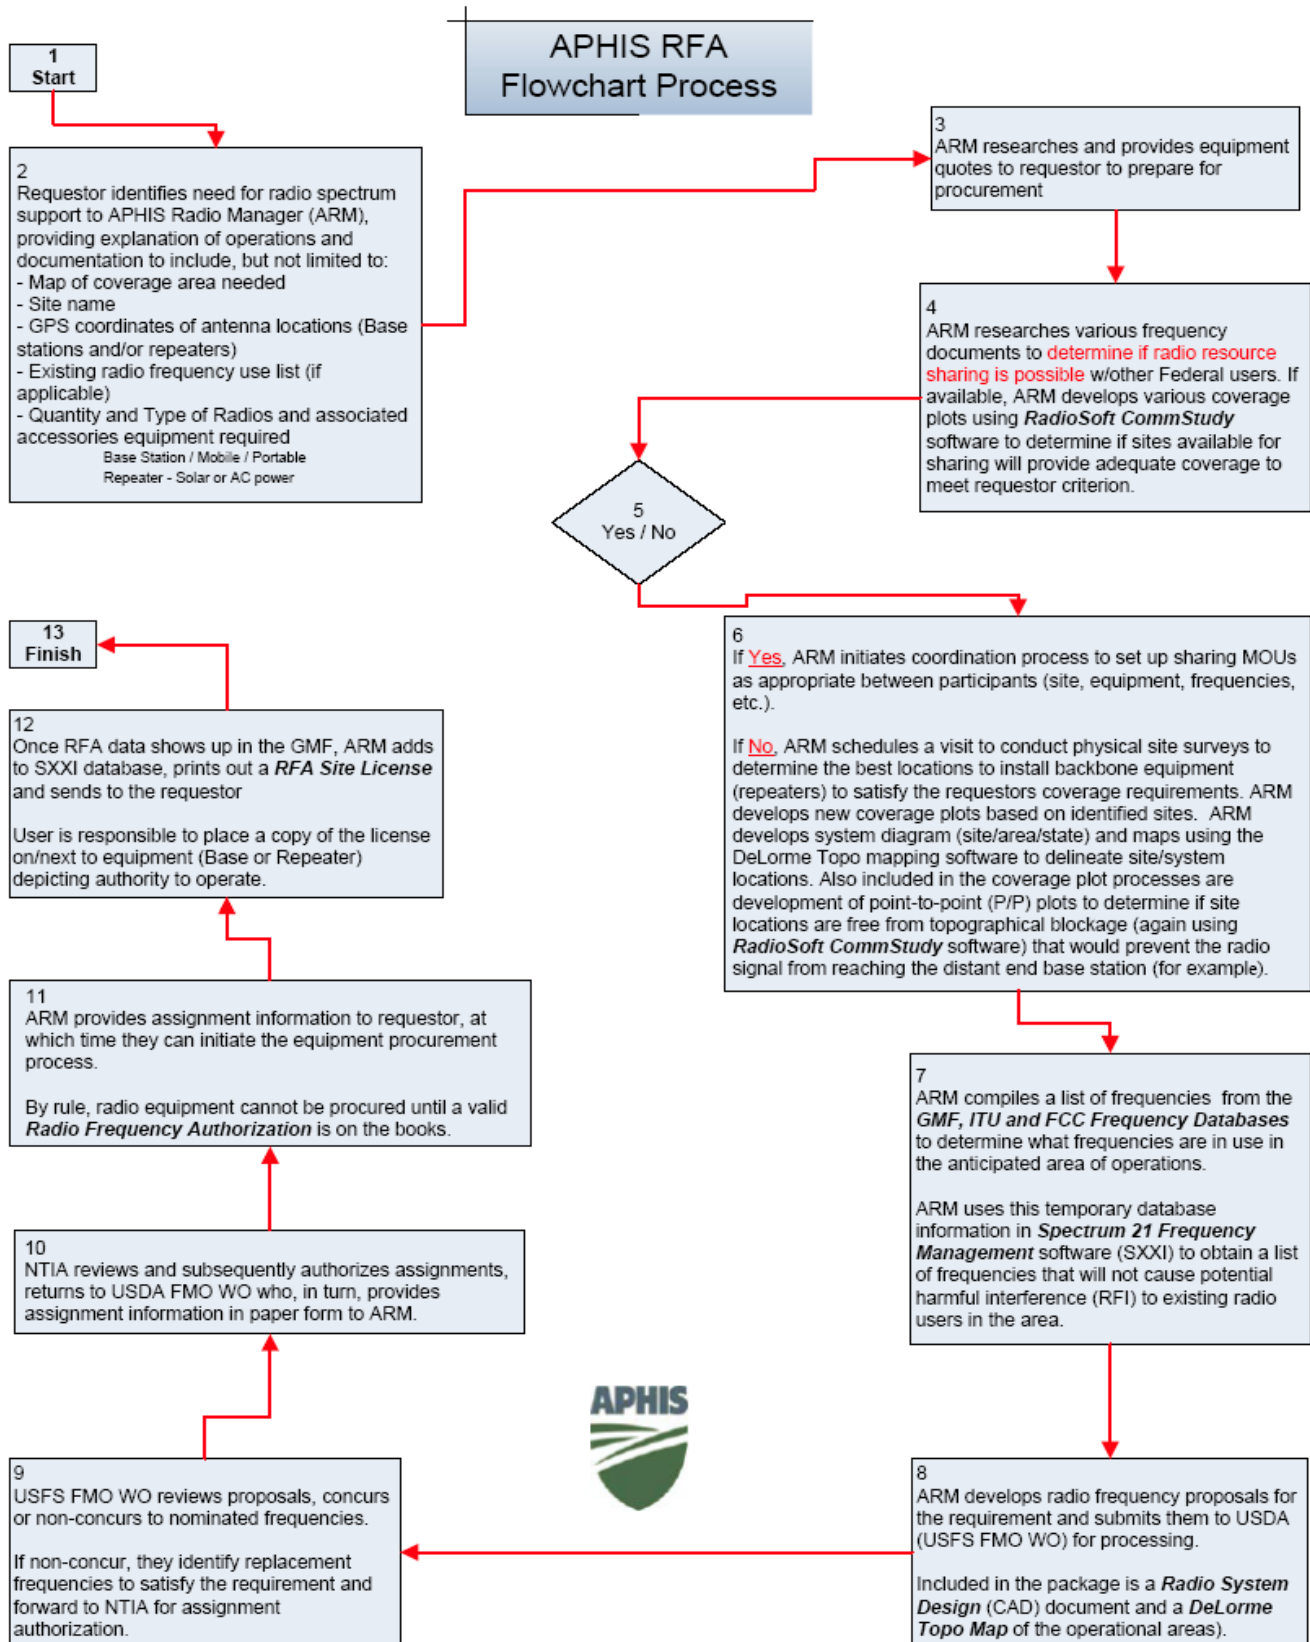 APHIS RFA
Flowchart Process
1
Start
2
Requestor identifies need for radio spectrum
support to APHIS Radio Manager (ARM),
providing explanation of operations and
documentation to include, but not limited to:
- Map of coverage area needed
- Site name
- GPS coordinates of antenna locations (Base
stations and/or repeaters)
- Existing radio frequency use list (if
applicable)
- Quantity and Type of Radios and associated
accessories equipment required
Base Station / Mobile / Portable
Repeater - Solar or AC power
3
ARM researches and provides equipment
quotes to requestor to prepare for
procurement
4
ARM researches various frequency
documents to determine if radio resource
sharing is possible w/other Federal users. If
available, ARM develops various coverage
plots using RadioSoft CommStudy
software to determine if sites available for
sharing will provide adequate coverage to
meet requestor criterion.
5
Yes / No
6
If Yes, ARM initiates coordination process to set up sharing MOUs
as appropriate between participants (site, equipment, frequencies,
etc.).
If No, ARM schedules a visit to conduct physical site surveys to
determine the best locations to install backbone equipment
(repeaters) to satisfy the requestors coverage requirements. ARM
develops new coverage plots based on identified sites. ARM
develops system diagram (site/area/state) and maps using the
DeLorme Topo mapping software to delineate site/system
locations. Also included in the coverage plot processes are
development of point-to-point (P/P) plots to determine if site
locations are free from topographical blockage (again using
RadioSoft CommStudy software) that would prevent the radio
signal from reaching the distant end base station (for example).
7
ARM compiles a list of frequencies from the
GMF, ITU and FCC Frequency Databases
to determine what frequencies are in use in
the anticipated area of operations.
ARM uses this temporary database
information in Spectrum 21 Frequency
Management software (SXXI) to obtain a list
of frequencies that will not cause potential
harmful interference (RFI) to existing radio
users in the area.
8
ARM develops radio frequency proposals for
the requirement and submits them to USDA
(USFS FMO WO) for processing.
Included in the package is a Radio System
Design (CAD) document and a DeLorme
Topo Map of the operational areas).
9
USFS FMO WO reviews proposals, concurs
or non-concurs to nominated frequencies.
If non-concur, they identify replacement
frequencies to satisfy the requirement and
forward to NTIA for assignment
authorization.
10
NTIA reviews and subsequently authorizes assignments,
returns to USDA FMO WO who, in turn, provides
assignment information in paper form to ARM.
11
ARM provides assignment information to requestor, at
which time they can initiate the equipment procurement
process.
By rule, radio equipment cannot be procured until a valid
Radio Frequency Authorization is on the books.
12
Once RFA data shows up in the GMF, ARM adds
to SXXI database, prints out a RFA Site License
and sends to the requestor
User is responsible to place a copy of the license
on/next to equipment (Base or Repeater)
depicting authority to operate.
13
Finish
APHIS